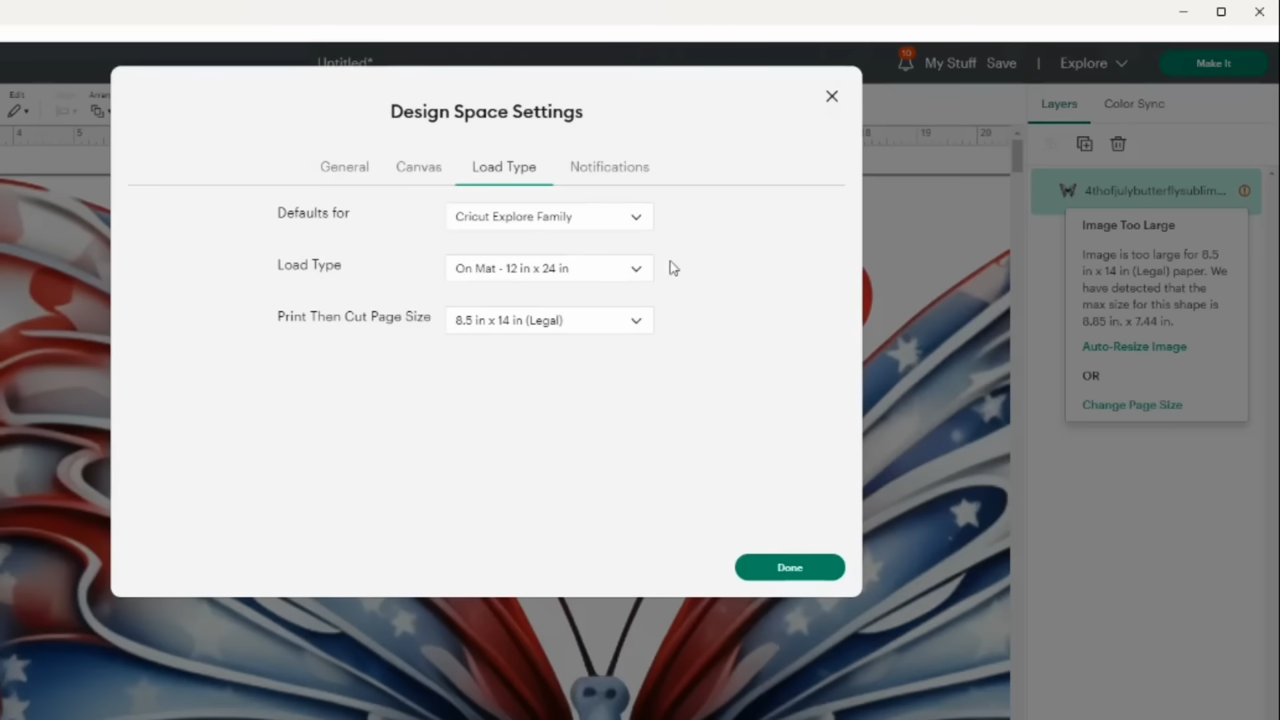 Untitled*
10
My Stuff Save | Explore Make It
Edit
4 5 19 20
Layers Color Sync
Design Space Settings
General Canvas Load Type Notifications
Defaults for Cricut Explore Family
Load Type On Mat - 12 in x 24 in
Print Then Cut Page Size 8.5 in x 14 in (Legal)
Done
4thofjulybutterflysublim...
Image Too Large
Image is too large for 8.5
in x 14 in (Legal) paper. We
have detected that the
max size for this shape is
8.85 in. x 7.44 in.
Auto-Resize Image
OR
Change Page Size